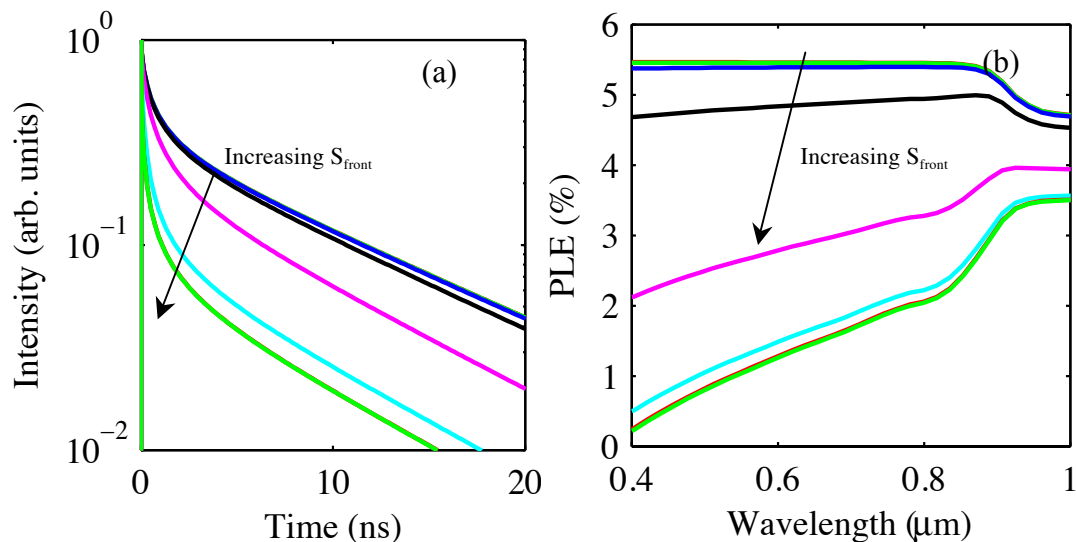 10^0
10^-1
10^-2
0
10
20
Time (ns)
Intensity (arb. units)
(a)
Increasing S_front
6
5
4
3
2
1
0
0.4
0.6
0.8
1
Wavelength (μm)
PLE (%)
(b)
Increasing S_front